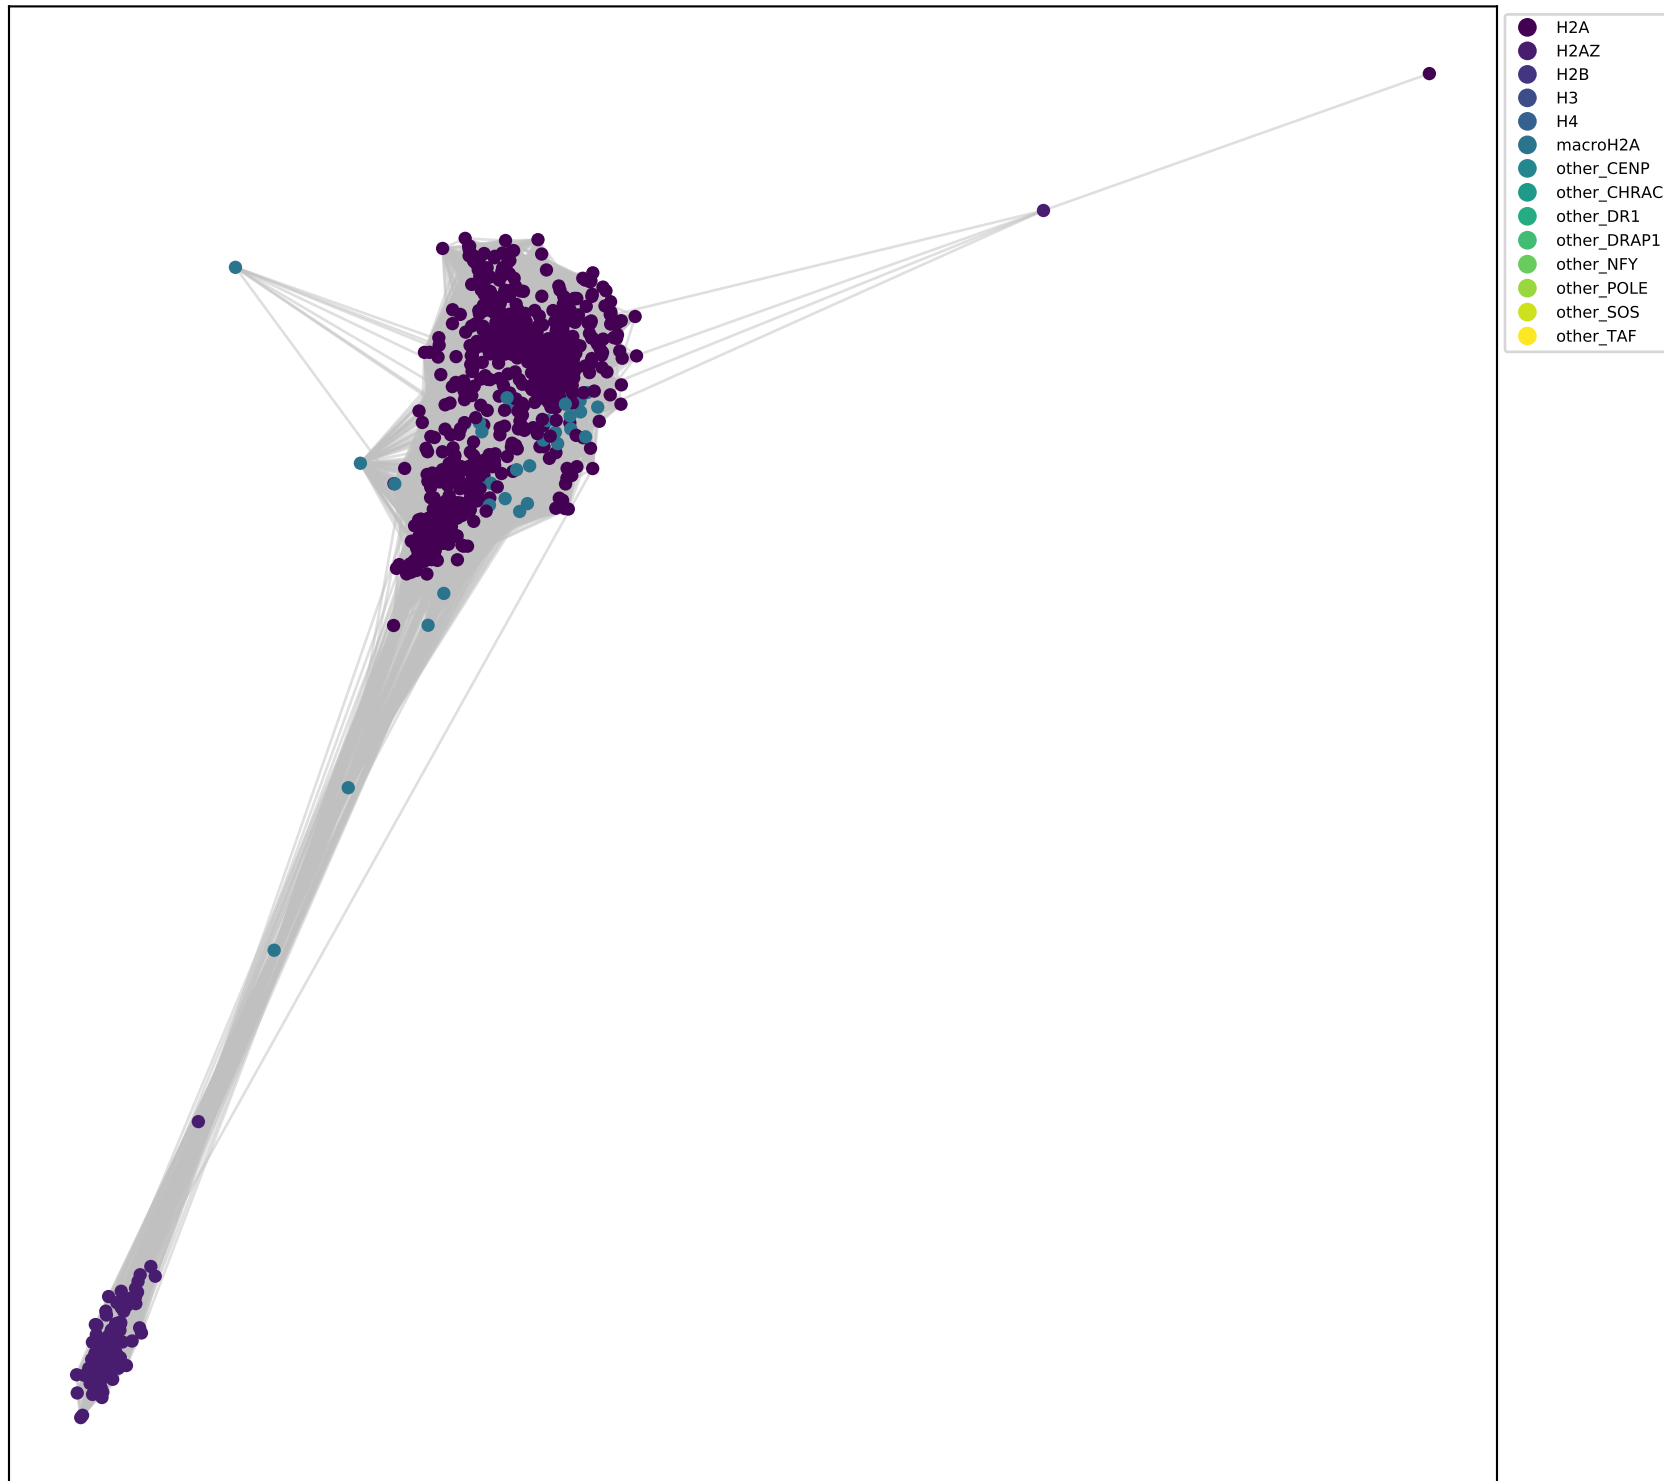 H2A
H2AZ
H2B
H3
H4
macroH2A
other_CENP
other_CHRAC
other_DR1
other_DRAP1
other_NFY
other_POLE
other_SOS
other_TAF